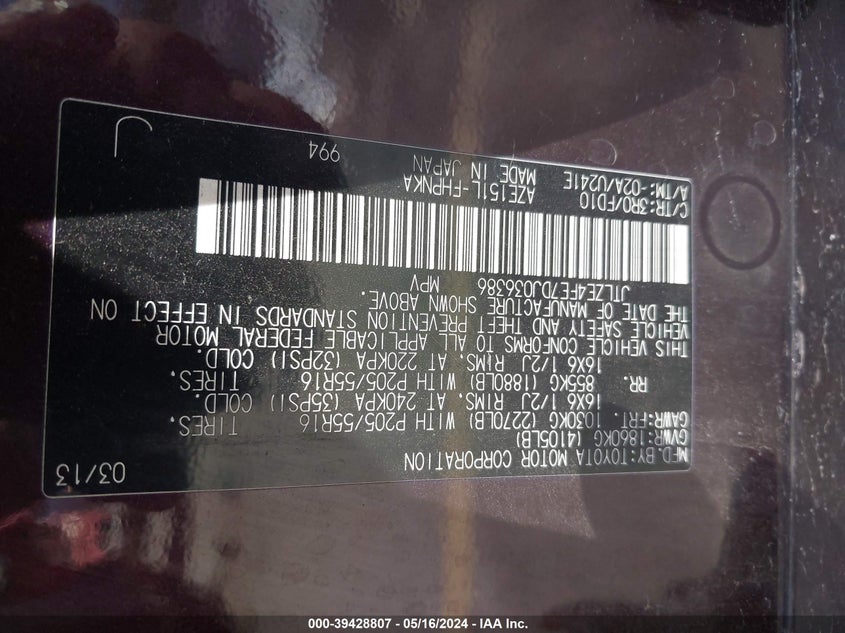 MFD. BY: TOYOTA MOTOR CORPORATION 03/13
GVWR: 1860KG (4105LB)
GAWR: FRT. 1030KG (2270LB) WITH P205/55R16 TIRES.
16X6 1/2J RIMS. AT 240KPA (35PSI) COLD.
RR. 855KG (1880LB) WITH P205/55R16 TIRES.
16X6 1/2J RIMS. AT 220KPA (32PSI) COLD.
THIS VEHICLE CONFORMS TO ALL APPLICABLE FEDERAL MOTOR
VEHICLE SAFETY AND THEFT PREVENTION STANDARDS IN EFFECT ON
THE DATE OF MANUFACTURE SHOWN ABOVE.
JTLZE4FE7DJ036386 MPV
C/TR: 3R0/FD10 AZE151L-FHPNKA 994
A/TM: -02A/U241E MADE IN JAPAN
000-39428807 - 05/16/2024 - IAA Inc.